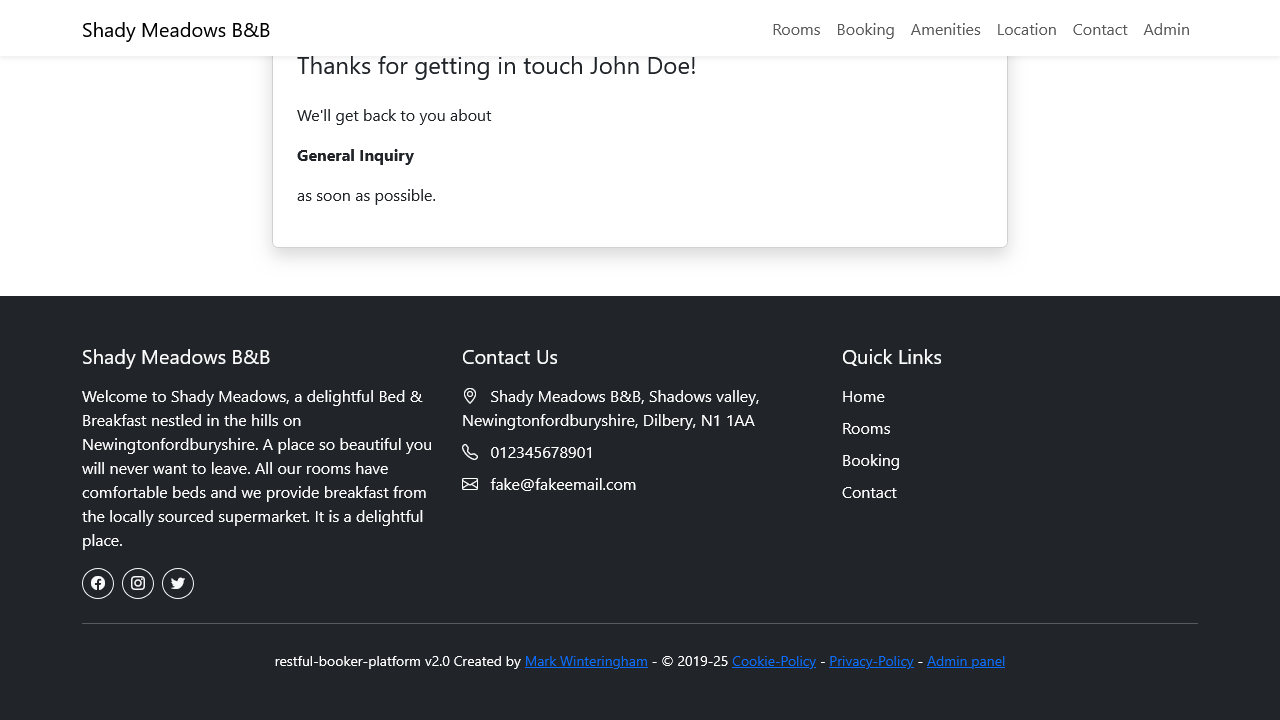 Shady Meadows B&B
Rooms Booking Amenities Location Contact Admin
Thanks for getting in touch John Doe!
We'll get back to you about
General Inquiry
as soon as possible.
Shady Meadows B&B
Welcome to Shady Meadows, a delightful Bed &
Breakfast nestled in the hills on
Newingtonfordburyshire. A place so beautiful you
will never want to leave. All our rooms have
comfortable beds and we provide breakfast from
the locally sourced supermarket. It is a delightful
place.
Contact Us
Shady Meadows B&B, Shadows valley,
Newingtonfordburyshire, Dilbery, N1 1AA
012345678901
fake@fakeemail.com
Quick Links
Home
Rooms
Booking
Contact
restful-booker-platform v2.0 Created by Mark Winteringham - © 2019-25 Cookie-Policy - Privacy-Policy - Admin panel